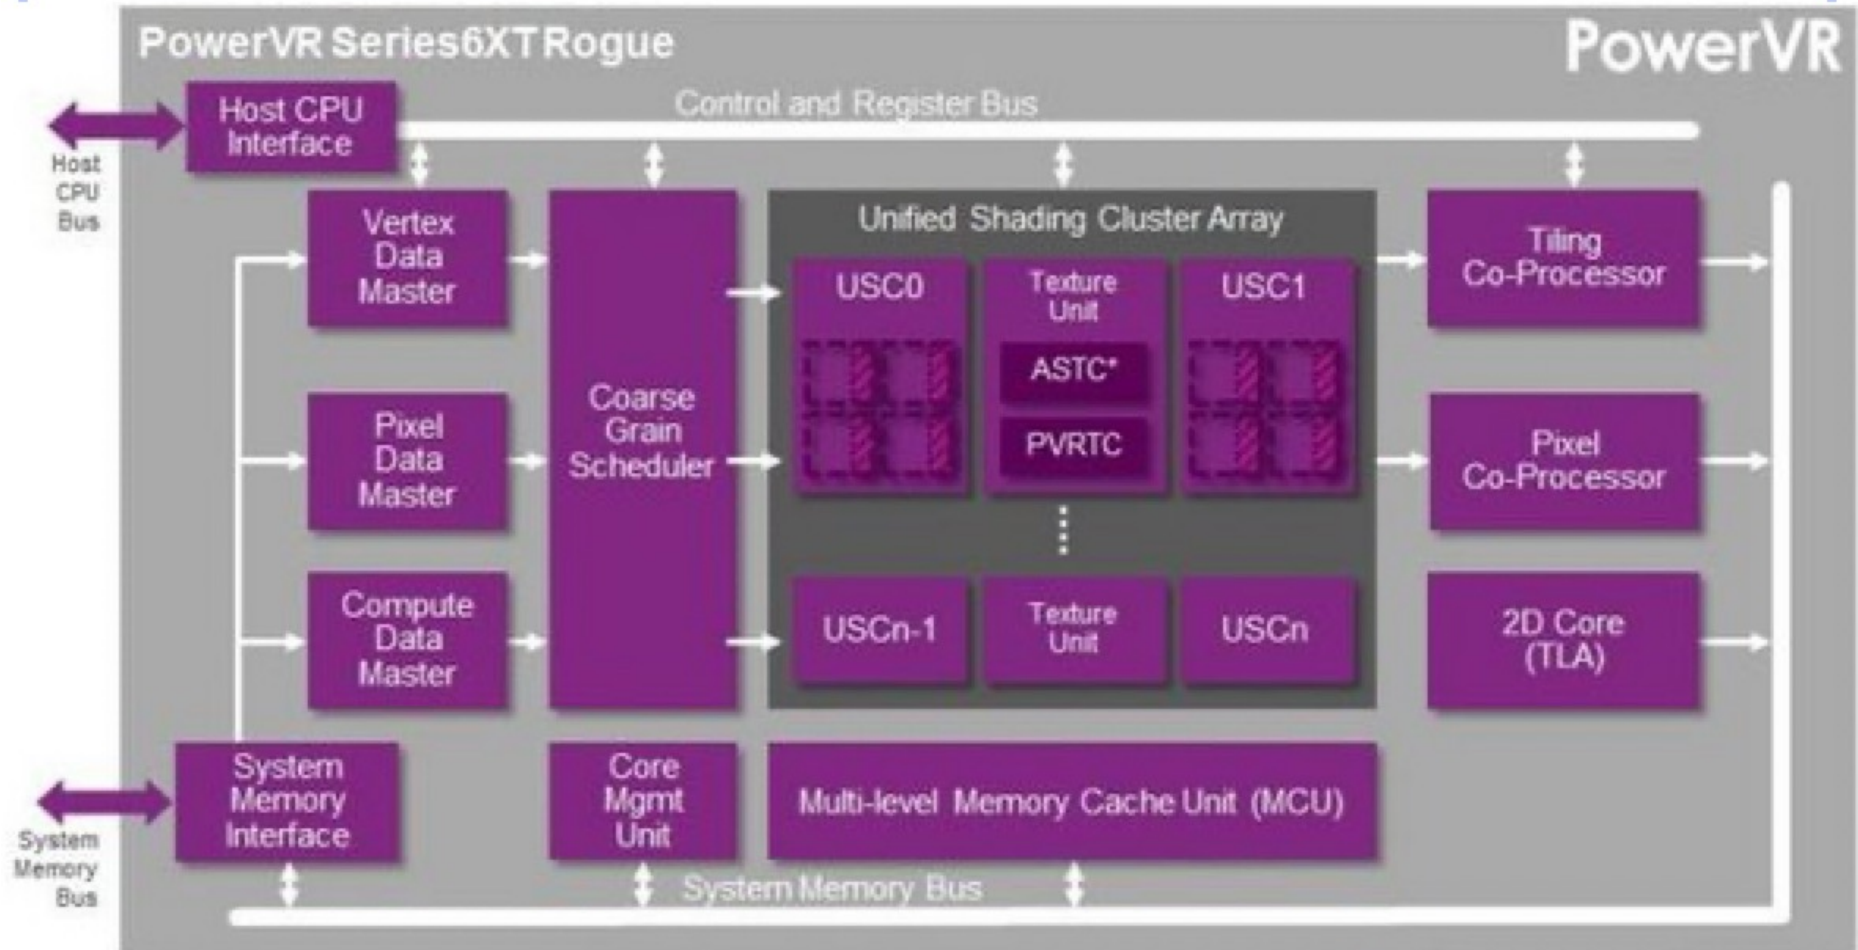 PowerVR Series6XT Rogue
PowerVR
Host CPU
Interface
Control and Register Bus
Host
CPU
Bus
Vertex
Data
Master
Pixel
Data
Master
Compute
Data
Master
Coarse
Grain
Scheduler
Unified Shading Cluster Array
USC0
Texture
Unit
ASTC*
PVRTC
USC1
USCn-1
Texture
Unit
USCn
Tiling
Co-Processor
Pixel
Co-Processor
2D Core
(TLA)
System
Memory
Interface
System
Memory
Bus
Core
Mgmt
Unit
Multi-level Memory Cache Unit (MCU)
System Memory Bus